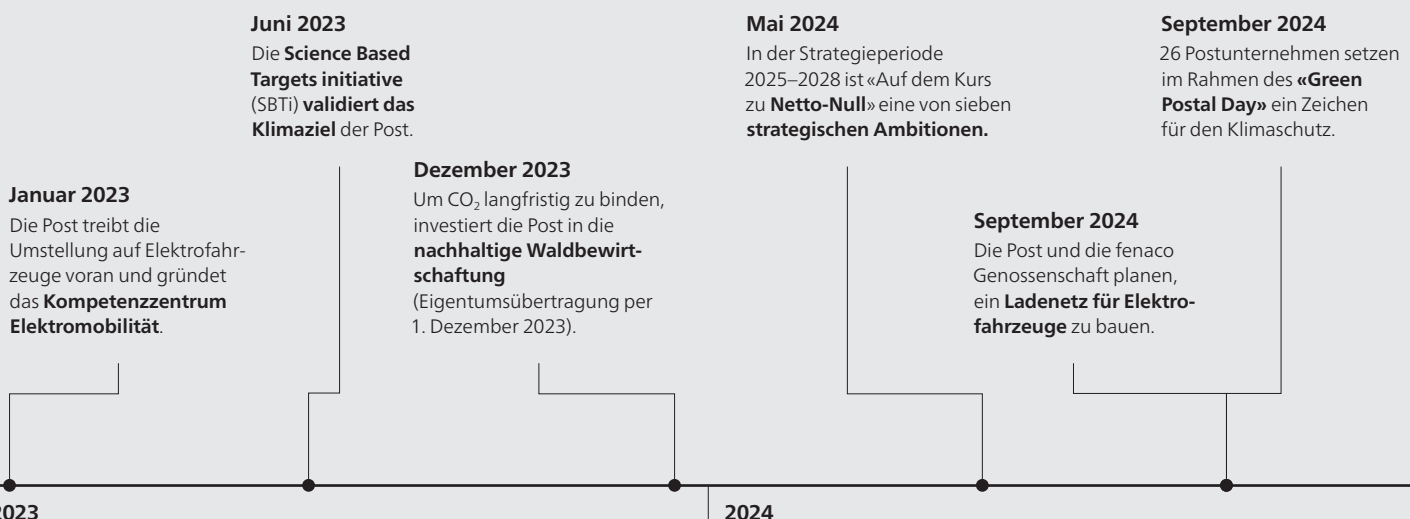 Januar 2023
Die Post treibt die
Umstellung auf Elektrofahr-
zeuge voran und gründet
das Kompetenzzentrum
Elektromobilität.
Juni 2023
Die Science Based
Targets initiative
(SBTi) validiert das
Klimaziel der Post.
Dezember 2023
Um CO₂ langfristig zu binden,
investiert die Post in die
nachhaltige Waldbewirt-
schaftung
(Eigentumsübertragung per
1. Dezember 2023).
Mai 2024
In der Strategieperiode
2025–2028 ist «Auf dem Kurs
zu Netto-Null» eine von sieben
strategischen Ambitionen.
September 2024
Die Post und die fenaco
Genossenschaft planen,
ein Ladenetz für Elektro-
fahrzeuge zu bauen.
September 2024
26 Postunternehmen setzen
im Rahmen des «Green
Postal Day» ein Zeichen
für den Klimaschutz.
2023
2024